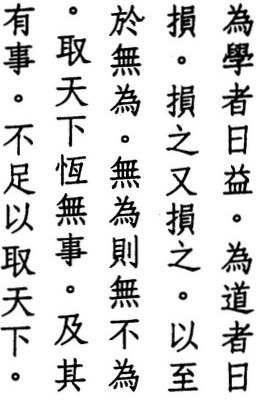 為學者日益。為道者日
損。損之又損之。以至
於無為。無為則無不為
。取天下恆無事。及其
有事。不足以取天下。